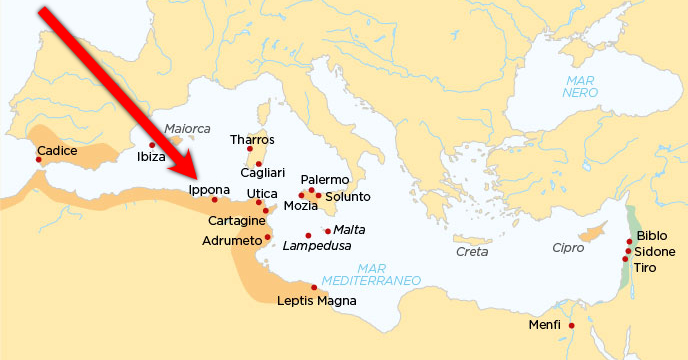 MAR
NERO
Maiorca
Cadice
Ibiza
Tharros
Cagliari
Palermo
Ippona
Utica
Mozia
Solunto
Cartagine
Adrumeto
Malta
Lampedusa
Creta
Cipro
Biblo
Sidone
Tiro
MAR
MEDITERRANEO
Leptis Magna
Menfi